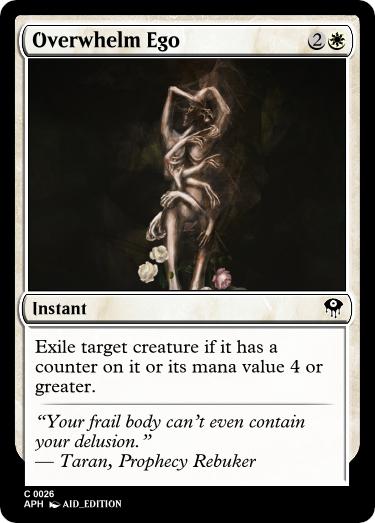 Overwhelm Ego 2
Instant
Exile target creature if it has a
counter on it or its mana value 4 or
greater.
“Your frail body can’t even contain
your delusion.”
— Taran, Prophecy Rebuker
C 0026
APH AID_EDITION